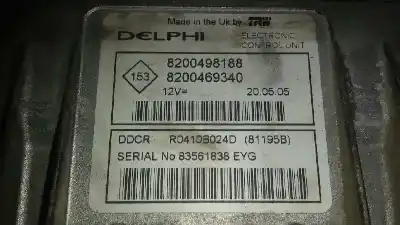 Made in the Uk by TRW
DELPHI
ELECTRONIC
CONTROL UNIT
153
8200498188
8200469340
12V= 20.05.05
DDCR R0410B024D (81195B)
SERIAL No 83561838 EYG